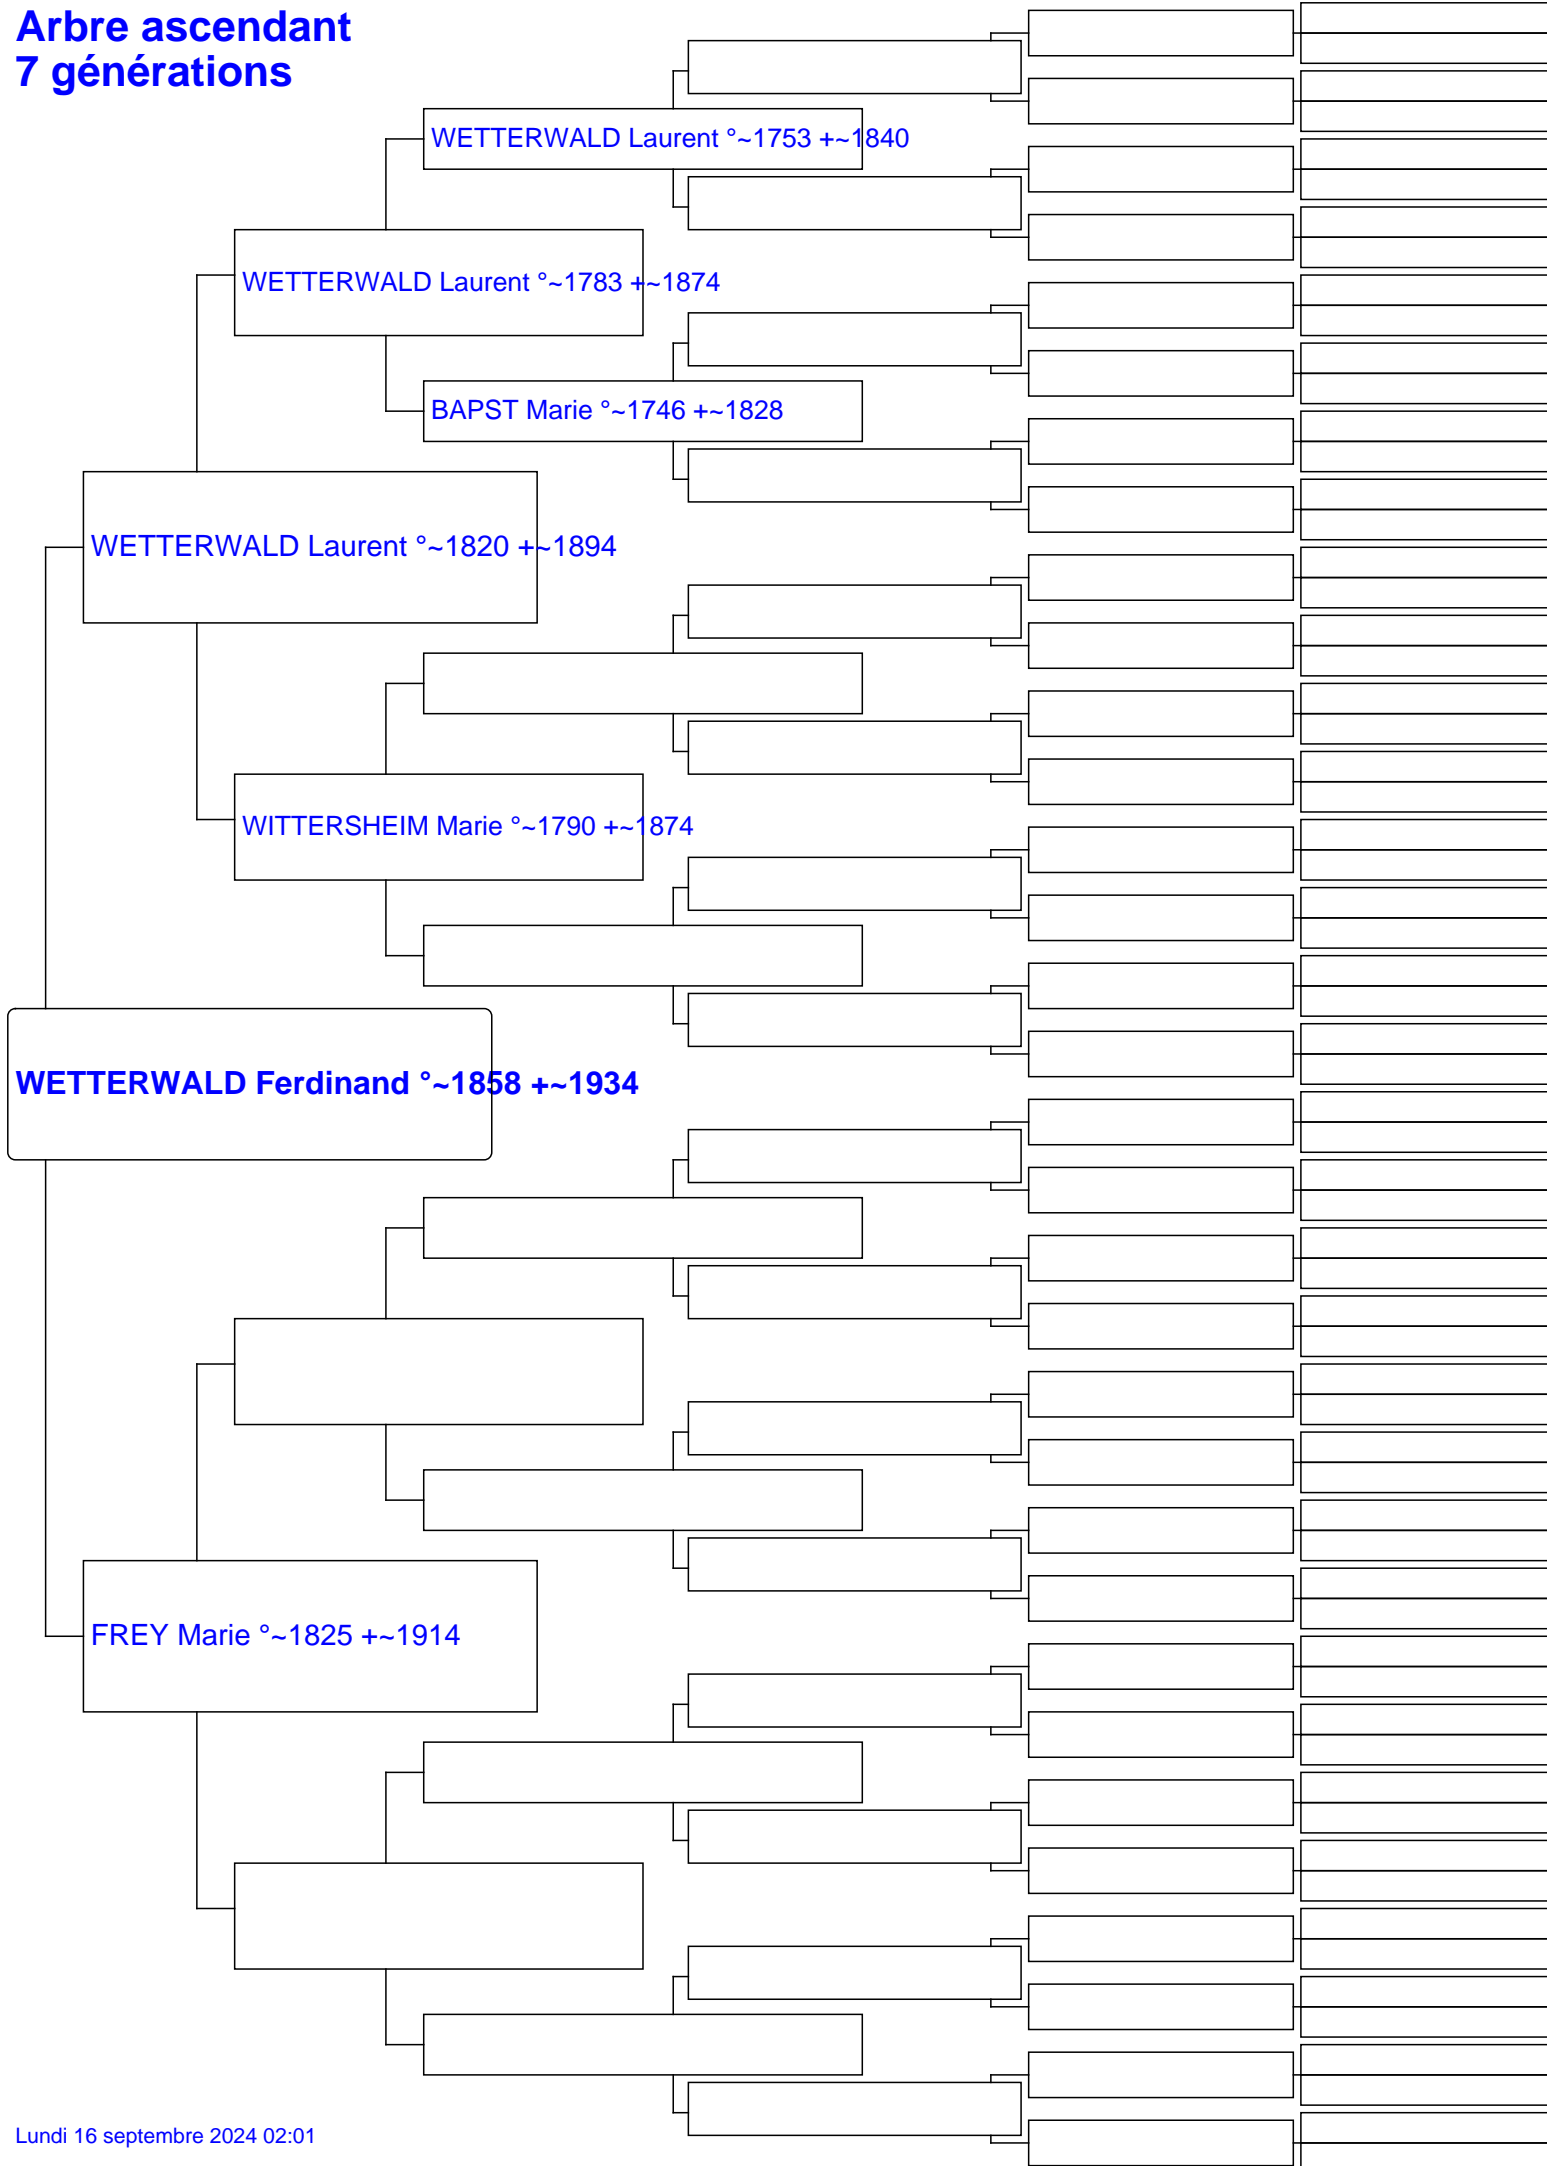 Arbre ascendant
7 générations
WETTERWALD Laurent °~1753 +~1840
WETTERWALD Laurent °~1783 +~1874
BAPST Marie °~1746 +~1828
WETTERWALD Laurent °~1820 +~1894
WITTERSHEIM Marie °~1790 +~1874
WETTERWALD Ferdinand °~1858 +~1934
FREY Marie °~1825 +~1914
Lundi 16 septembre 2024 02:01